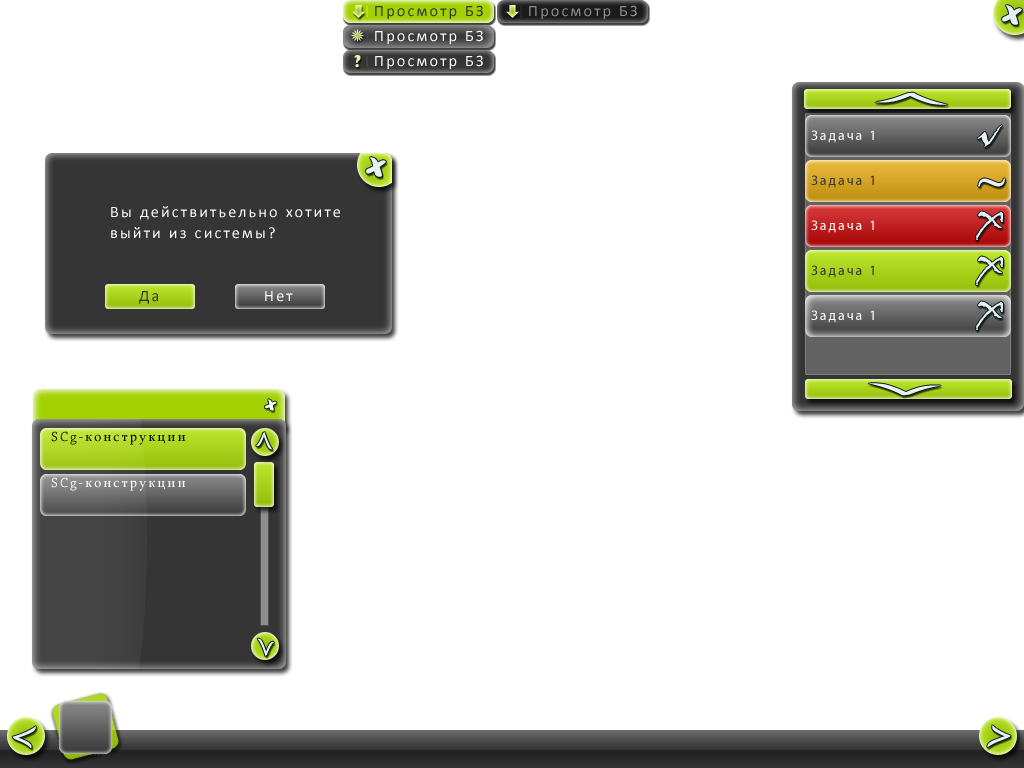 Просмотр БЗ
Просмотр БЗ
Просмотр БЗ
? Просмотр БЗ
Задача 1
Задача 1
Задача 1
Задача 1
Задача 1
Вы действитьельно хотите
выйти из системы?
Да
Нет
SCg-конструкции
SCg-конструкции